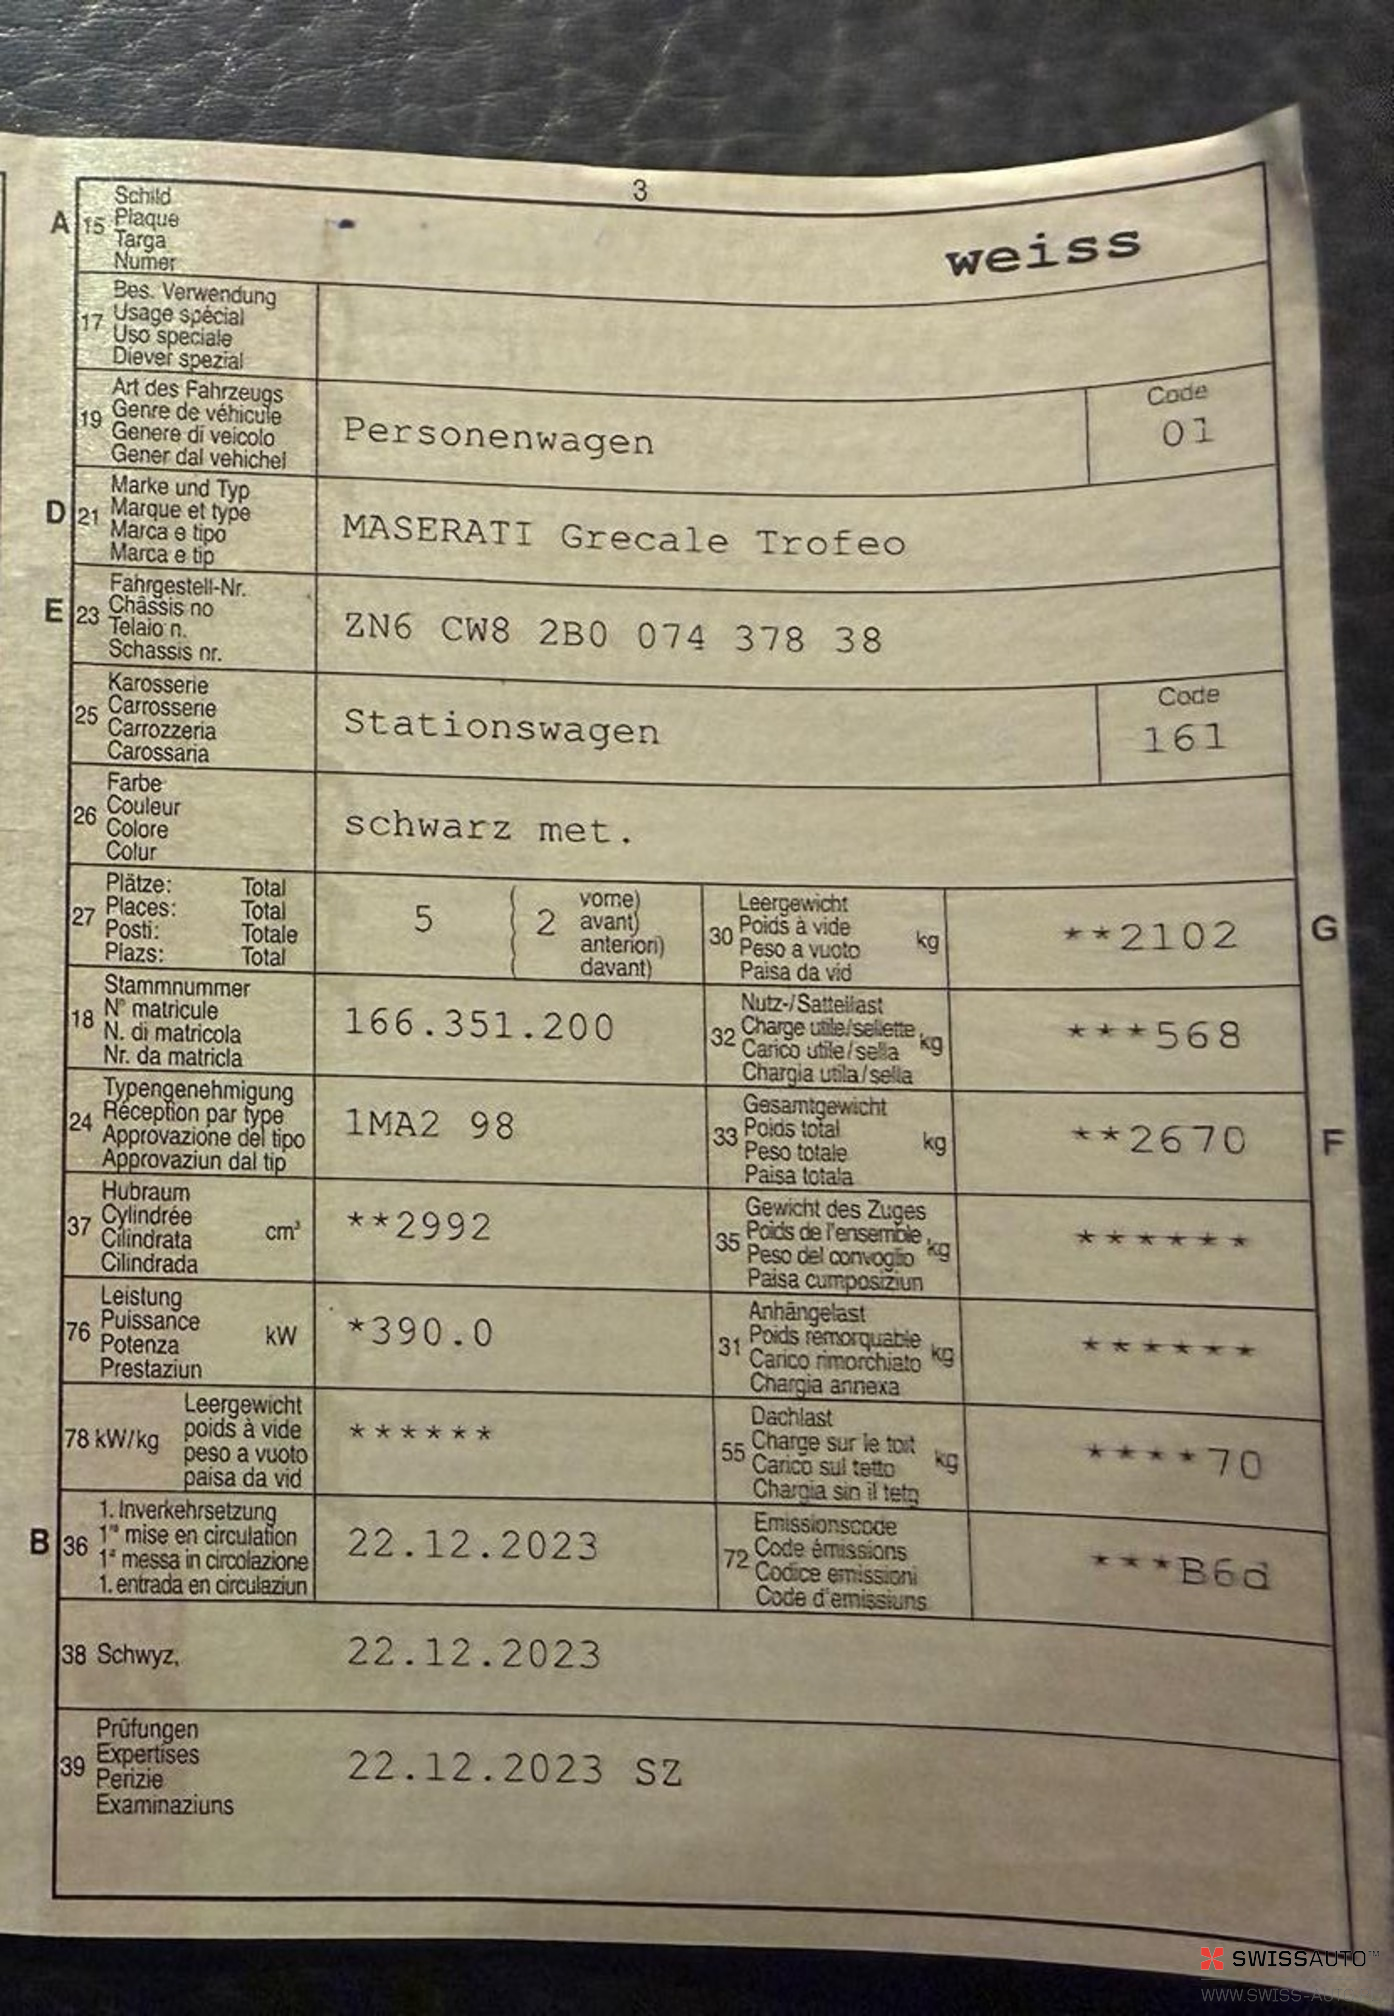 3
A 15 Schild
Plaque
Targa
Numer
weiss
17 Bes. Verwendung
Usage spécial
Uso speciale
Diever spezial
19 Art des Fahrzeugs
Genre de véhicule
Genere di veicolo
Gener dal vehichel
Personenwagen
Code
01
D 21 Marke und Typ
Marque et type
Marca e tipo
Marca e tip
MASERATI Grecale Trofeo
E 23 Fahrgestell-Nr.
Châssis no
Telaio n.
Schassis nr.
ZN6 CW8 2B0 074 378 38
25 Karosserie
Carrosserie
Carrozzeria
Carossaria
Stationswagen
Code
161
26 Farbe
Couleur
Colore
Colur
schwarz met.
27 Plätze: Total
Places: Total
Posti: Totale
Plazs: Total
5 ( 2 vorne)
( avant)
( anteriori)
( davant)
30 Leergewicht
Poids à vide
Peso a vuoto
Paisa da vid
kg
**2102
G
18 Stammnummer
N° matricule
N. di matricola
Nr. da matricla
166.351.200
32 Nutz-/Sattellast
Charge utile/sellette
Carico utile/sella
Chargia utila/sella
kg
***568
24 Typengenehmigung
Réception par type
Approvazione del tipo
Approvaziun dal tip
1MA2 98
33 Gesamtgewicht
Poids total
Peso totale
Paisa totala
kg
**2670
F
37 Hubraum
Cylindrée
Cilindrata
Cilindrada
cm³
**2992
35 Gewicht des Zuges
Poids de l'ensemble
Peso del convoglio
Paisa cumposiziun
kg
******
76 Leistung
Puissance
Potenza
Prestaziun
kW
*390.0
31 Anhängelast
Poids remorquable
Carico rimorchiato
Chargia annexa
kg
******
78 kW/kg Leergewicht
poids à vide
peso a vuoto
paisa da vid
******
55 Dachlast
Charge sur le toit
Carico sul tetto
Chargia sin il tetg
kg
****70
B 36 1. Inverkehrsetzung
1re mise en circulation
1a messa in circolazione
1. entrada en circulaziun
22.12.2023
72 Emissionscode
Code émissions
Codice emissioni
Code d'emissiuns
***B6d
38 Schwyz,
22.12.2023
39 Prüfungen
Expertises
Perizie
Examinaziuns
22.12.2023 SZ
SWISSAUTO™